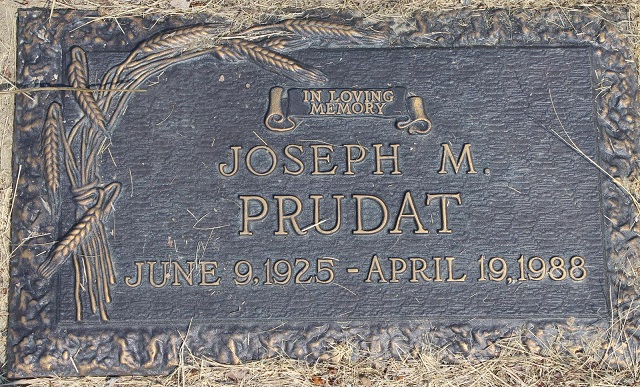 IN LOVING
MEMORY
JOSEPH M.
PRUDAT
JUNE 9, 1925 - APRIL 19, 1988